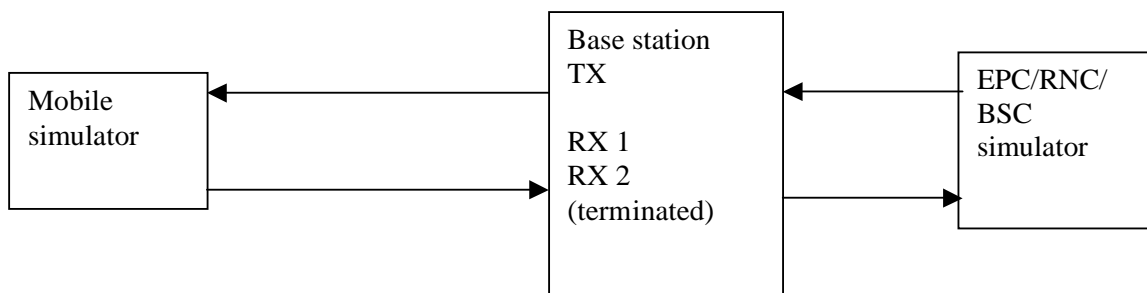 Mobile
simulator
Base station
TX
RX 1
RX 2
(terminated)
EPC/RNC/
BSC
simulator